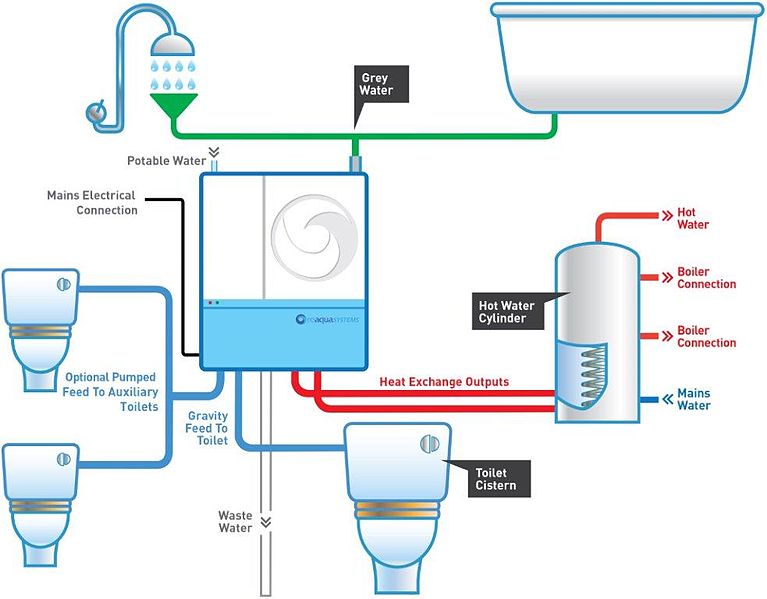 Grey
Water
Potable Water
Mains Electrical
Connection
Hot
Water
Boiler
Connection
Hot Water
Cylinder
Boiler
Connection
reaquaSYSTEMS
Optional Pumped
Feed To Auxiliary
Toilets
Heat Exchange Outputs
Mains
Water
Gravity
Feed To
Toilet
Toilet
Cistern
Waste
Water